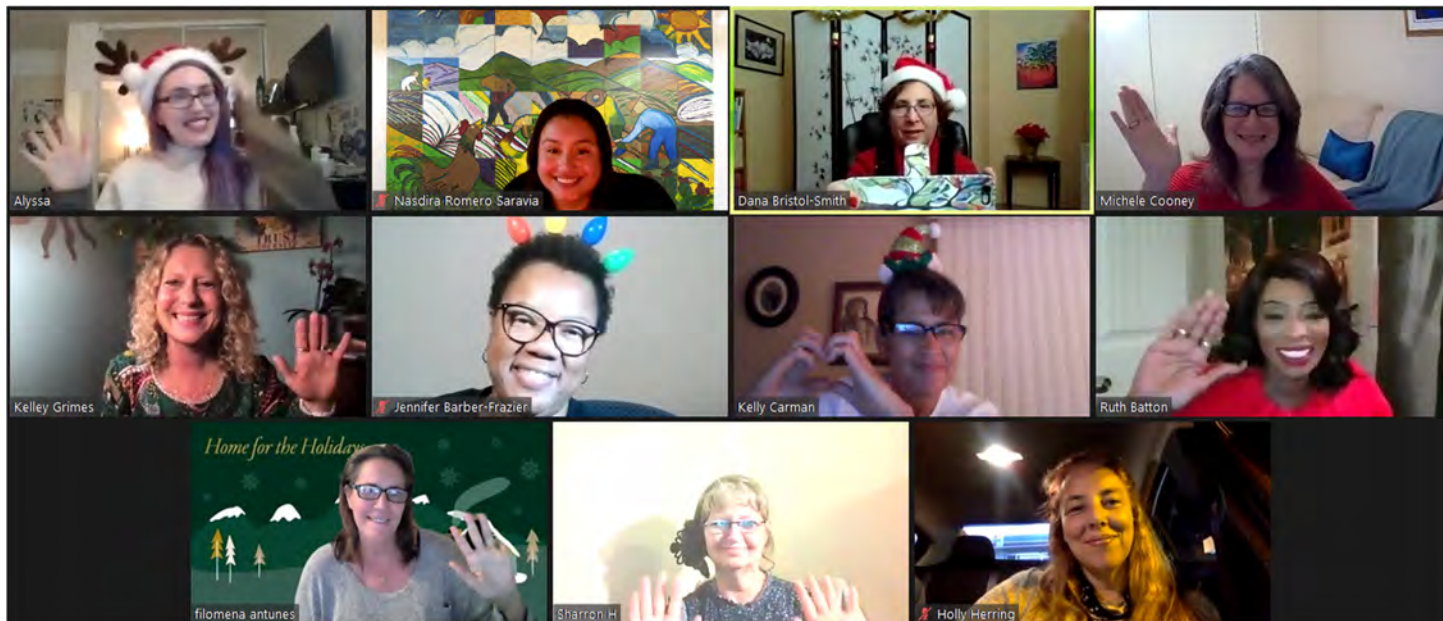 Alyssa
Nasdira Romero Saravia
Dana Bristol-Smith
Michele Cooney
Kelley Grimes
Jennifer Barber-Frazier
Kelly Carman
Ruth Batton
Home for the Holidays
filomena antunes
Sharron H
Holly Herring